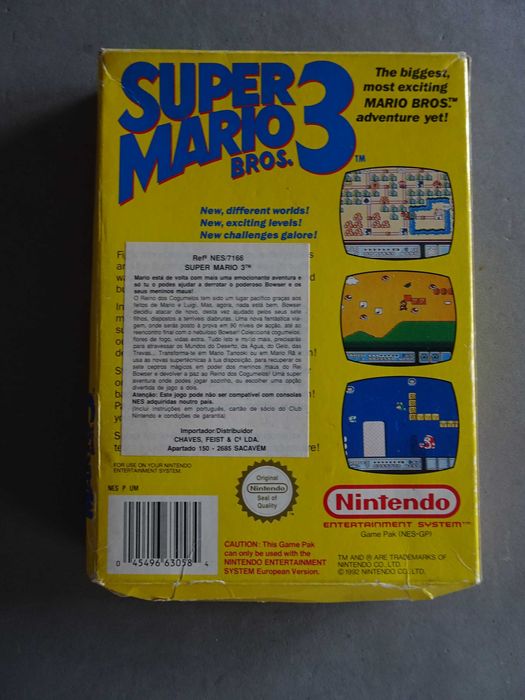 SUPER
MARIO
BROS. 3™
The biggest,
most exciting
MARIO BROS.™
adventure yet!
New, different worlds!
New, exciting levels!
New challenges galore!
Refª NES/7166
SUPER MARIO 3™
Mario está de volta com mais uma emocionante aventura e
só tu o podes ajudar a derrotar o poderoso Bowser e os
seus meninos maus!
O Reino dos Cogumelos tem sido um lugar pacífico graças aos
feitos de Mario e Luigi. Mas, agora, nada está bem. Bowser
decidiu atacar de novo, desta vez ajudado pelos seus sete
filhos, dispostos a terríveis diabruras. Uma nova fantástica via-
gem, onde serás posto à prova em 90 níveis de acção, até ao
reencontro final com o nebuloso Bowser! Colecciona cogumelos,
flores de fogo, vidas extra. Tudo isto e muito mais, precisarás
para atravessar os Mundos do Deserto, da Água, do Gelo, das
Trevas... Transforma-te em Mario Tanooki ou em Mario Rã e
usa as novas supertécnicas à tua disposição, para recuperar os
sete ceptros mágicos em poder dos meninos maus do Rei
Bowser e devolver a paz ao Reino dos Cogumelos! Uma super
aventura onde podes jogar sozinho, ou escolher uma opção
divertida de jogo a dois.
Atenção: Este jogo pode não ser compatível com consolas
NES adquiridas noutro país.
(Inclui instruções em português, cartão de sócio do Club
Nintendo e condições de garantia)
Importador/Distribuidor
CHAVES, FEIST & Cª LDA.
Apartado 150 - 2685 SACAVÉM
FOR USE ON YOUR NINTENDO
ENTERTAINMENT SYSTEM.
NES P UM
0 45496 63058 4
Original
Nintendo
Seal of
Quality
CAUTION: This Game Pak
can only be used with the
NINTENDO ENTERTAINMENT
SYSTEM European Version.
Nintendo
ENTERTAINMENT SYSTEM™
Game Pak (NES-GP)
TM AND ® ARE TRADEMARKS OF
NINTENDO CO. LTD.
©1992 NINTENDO CO. LTD.